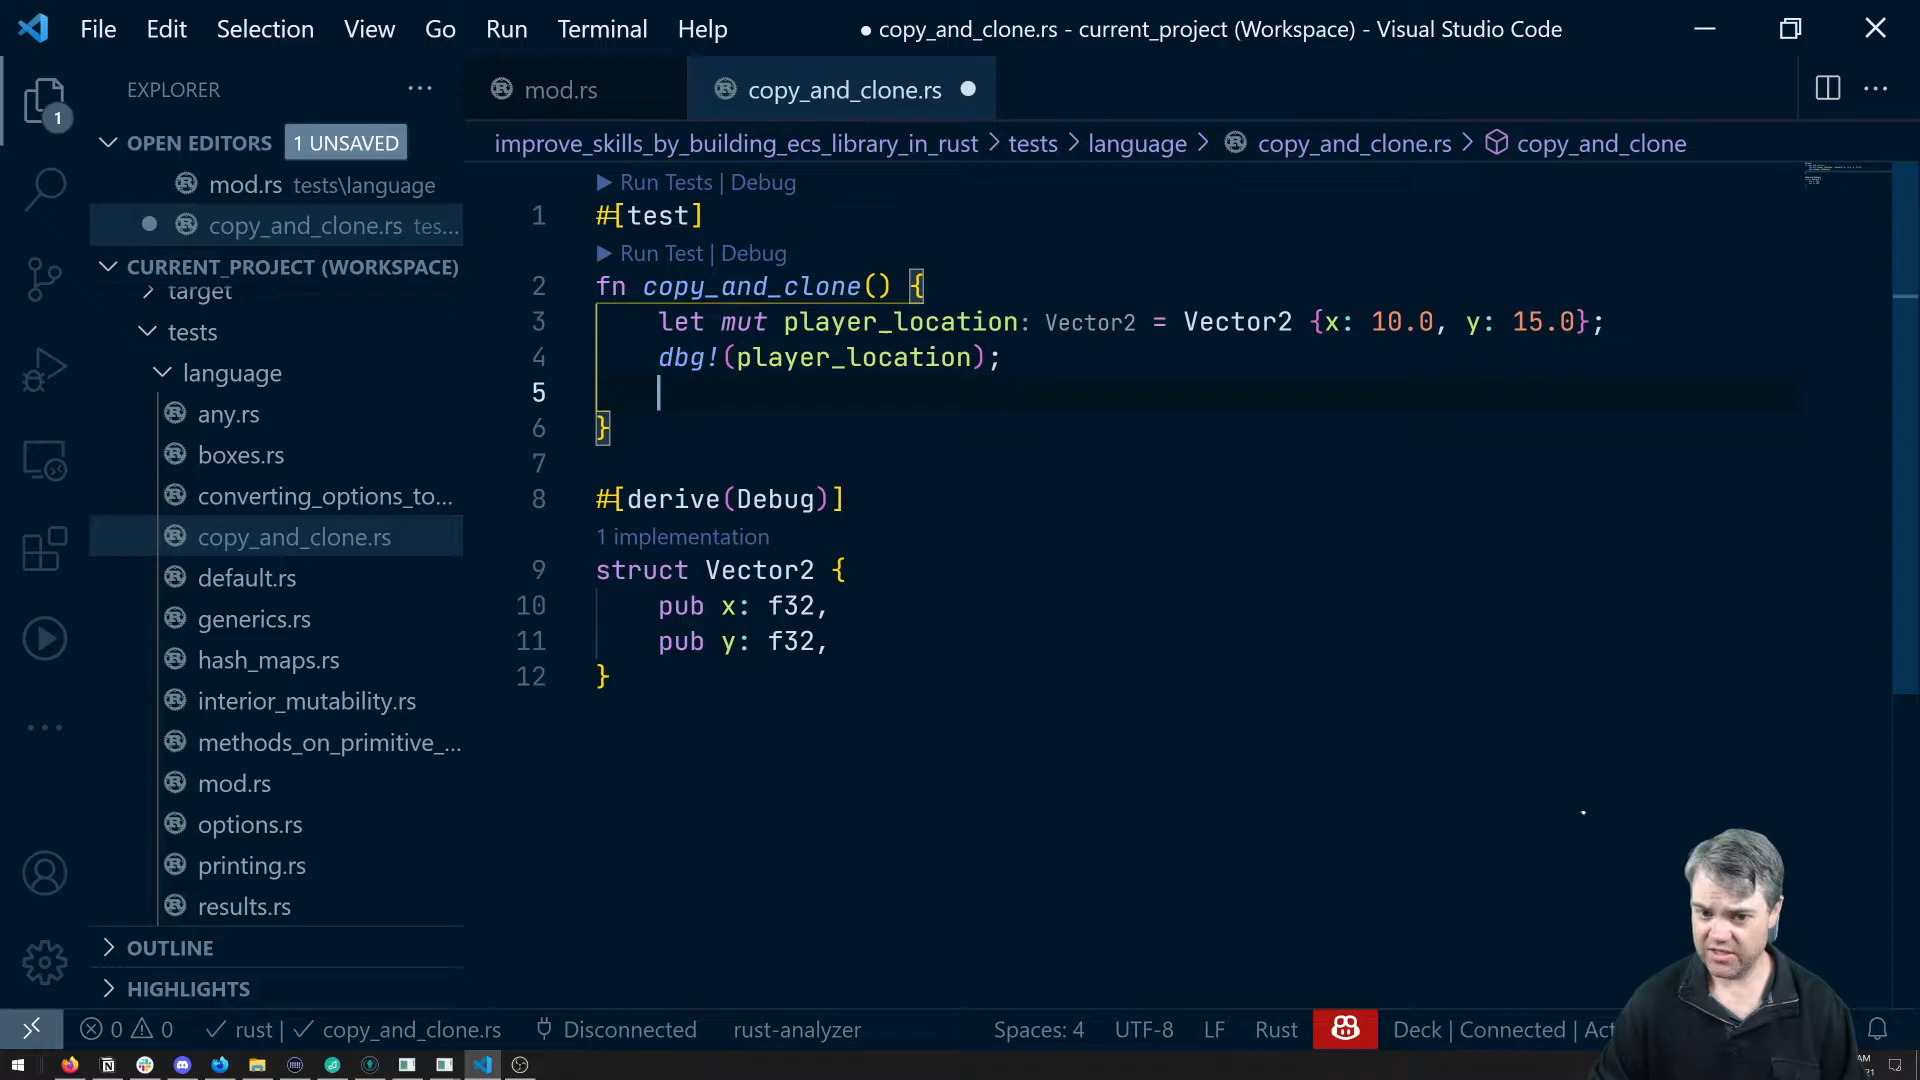 File Edit Selection View Go Run Terminal Help ● copy_and_clone.rs - current_project (Workspace) - Visual Studio Code
EXPLORER ...
OPEN EDITORS 1 UNSAVED
mod.rs tests\language
copy_and_clone.rs tes...
CURRENT_PROJECT (WORKSPACE)
target
tests
language
any.rs
boxes.rs
converting_options_to...
copy_and_clone.rs
default.rs
generics.rs
hash_maps.rs
interior_mutability.rs
methods_on_primitive_...
mod.rs
options.rs
printing.rs
results.rs
OUTLINE
HIGHLIGHTS
1
mod.rs copy_and_clone.rs
improve_skills_by_building_ecs_library_in_rust > tests > language > copy_and_clone.rs > copy_and_clone
Run Tests | Debug
1 #[test]
Run Test | Debug
2 fn copy_and_clone() {
3 let mut player_location: Vector2 = Vector2 {x: 10.0, y: 15.0};
4 dbg!(player_location);
5
6 }
7
8 #[derive(Debug)]
1 implementation
9 struct Vector2 {
10 pub x: f32,
11 pub y: f32,
12 }
0 0 rust | copy_and_clone.rs Disconnected rust-analyzer Spaces: 4 UTF-8 LF Rust Deck | Connected | Act
AM
21